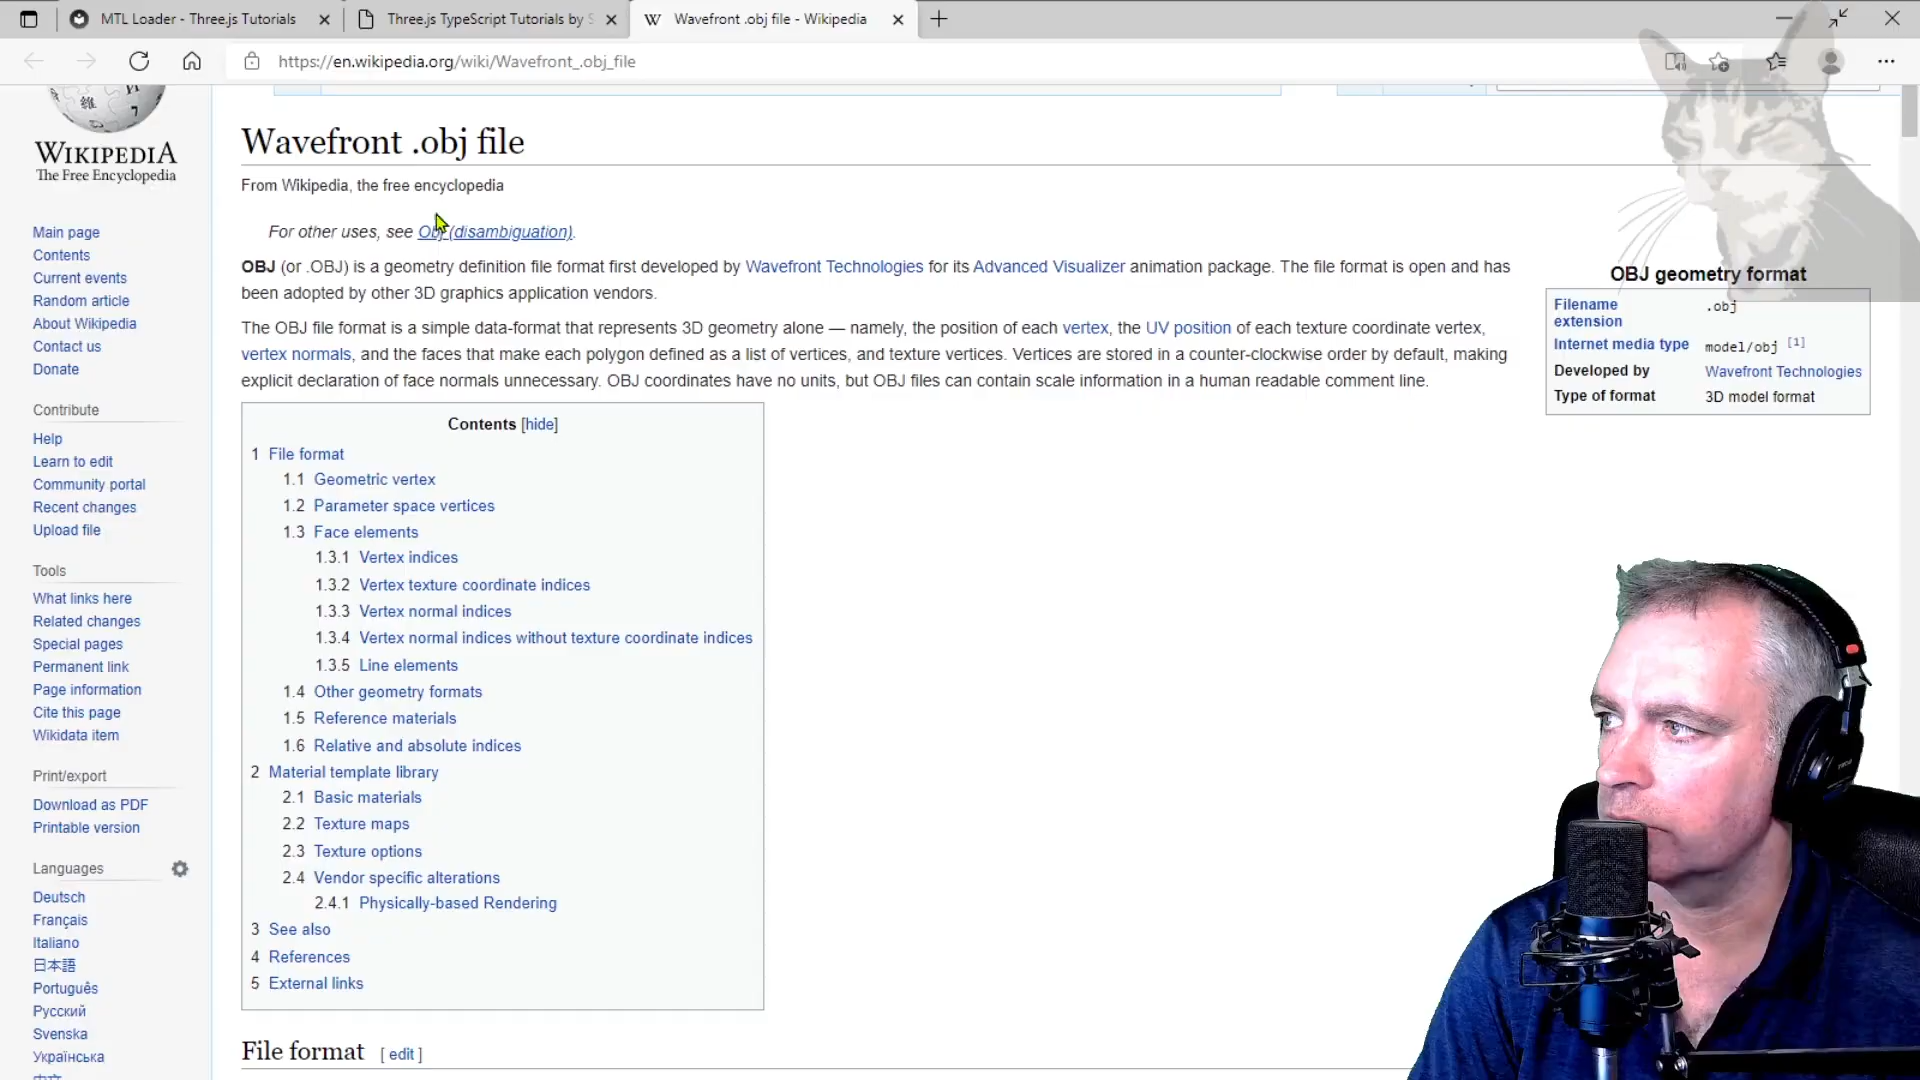 MTL Loader - Three.js Tutorials
Three.js TypeScript Tutorials by S
W Wavefront .obj file - Wikipedia
https://en.wikipedia.org/wiki/Wavefront_.obj_file
WIKIPEDIA
The Free Encyclopedia
Main page
Contents
Current events
Random article
About Wikipedia
Contact us
Donate
Contribute
Help
Learn to edit
Community portal
Recent changes
Upload file
Tools
What links here
Related changes
Special pages
Permanent link
Page information
Cite this page
Wikidata item
Print/export
Download as PDF
Printable version
Languages
Deutsch
Français
Italiano
日本語
Português
Русский
Svenska
Українська
Wavefront .obj file
From Wikipedia, the free encyclopedia
For other uses, see Obj (disambiguation).
OBJ (or .OBJ) is a geometry definition file format first developed by Wavefront Technologies for its Advanced Visualizer animation package. The file format is open and has
been adopted by other 3D graphics application vendors.
The OBJ file format is a simple data-format that represents 3D geometry alone — namely, the position of each vertex, the UV position of each texture coordinate vertex,
vertex normals, and the faces that make each polygon defined as a list of vertices, and texture vertices. Vertices are stored in a counter-clockwise order by default, making
explicit declaration of face normals unnecessary. OBJ coordinates have no units, but OBJ files can contain scale information in a human readable comment line.
Contents [hide]
1 File format
1.1 Geometric vertex
1.2 Parameter space vertices
1.3 Face elements
1.3.1 Vertex indices
1.3.2 Vertex texture coordinate indices
1.3.3 Vertex normal indices
1.3.4 Vertex normal indices without texture coordinate indices
1.3.5 Line elements
1.4 Other geometry formats
1.5 Reference materials
1.6 Relative and absolute indices
2 Material template library
2.1 Basic materials
2.2 Texture maps
2.3 Texture options
2.4 Vendor specific alterations
2.4.1 Physically-based Rendering
3 See also
4 References
5 External links
File format [ edit ]
OBJ geometry format
Filename extension .obj
Internet media type model/obj [1]
Developed by Wavefront Technologies
Type of format 3D model format